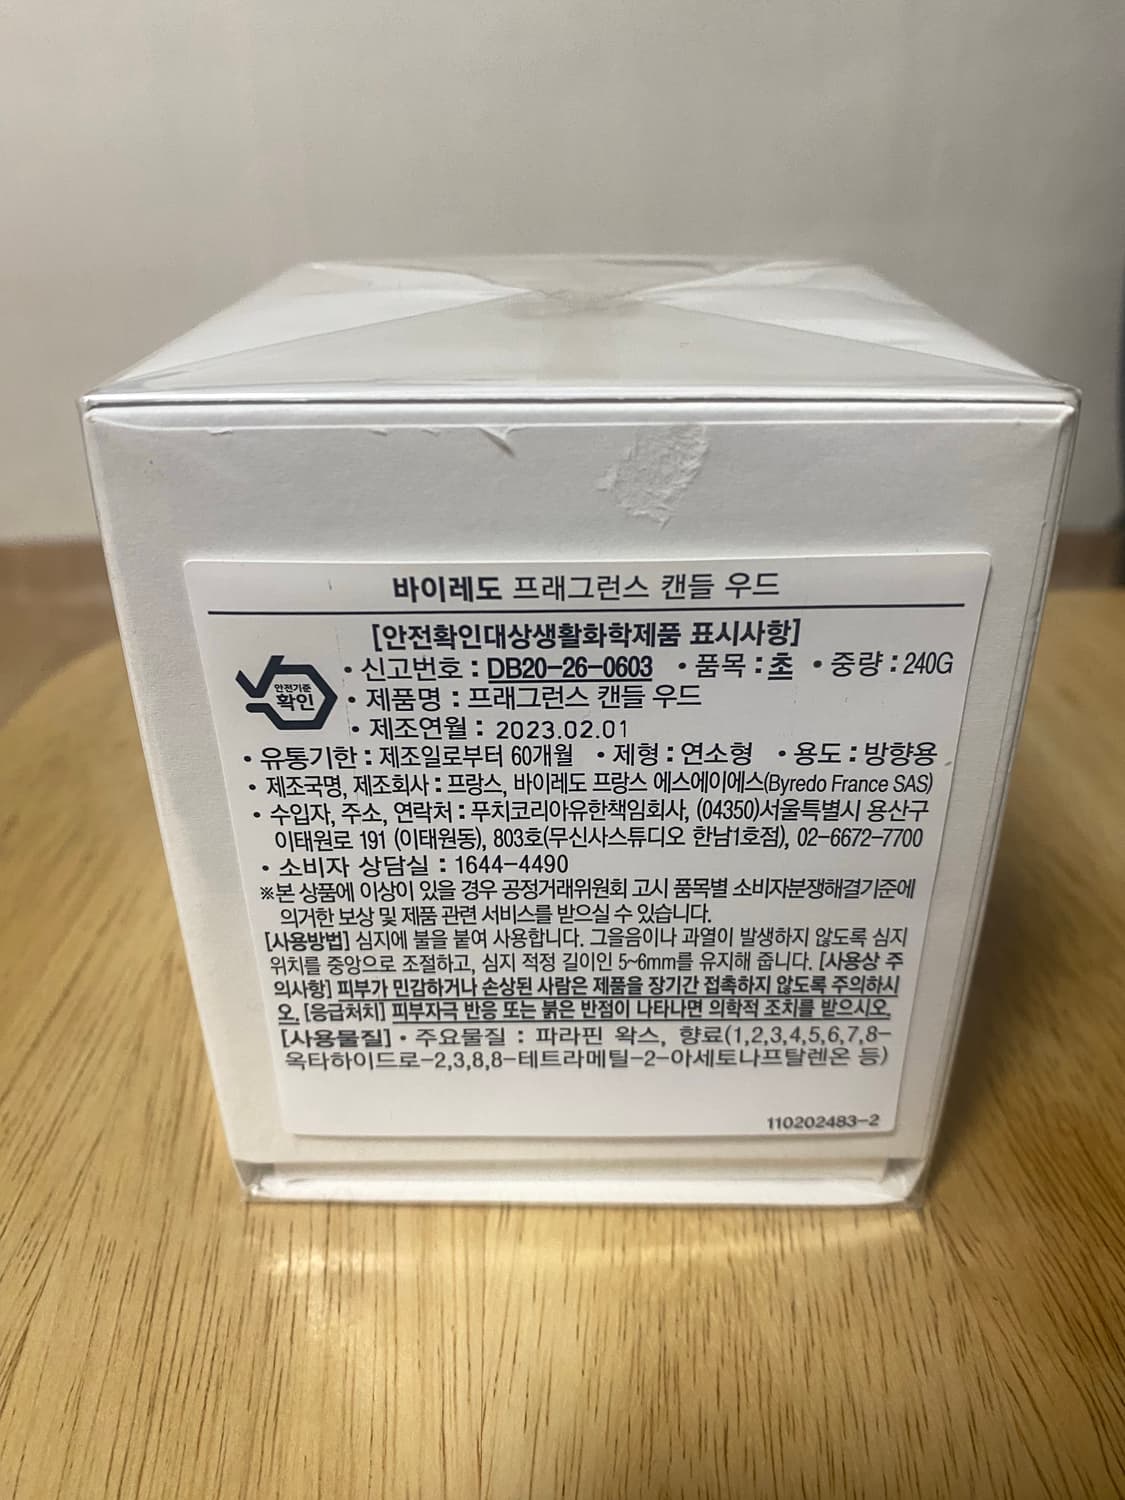 바이레도 프래그런스 캔들 우드
[안전확인대상생활화학제품 표시사항]
안전기준
확인
• 신고번호 : DB20-26-0603 • 품목 : 초 • 중량 : 240G
• 제품명 : 프래그런스 캔들 우드
• 제조연월 : 2023.02.01
• 유통기한 : 제조일로부터 60개월 • 제형 : 연소형 • 용도 : 방향용
• 제조국명, 제조회사 : 프랑스, 바이레도 프랑스 에스에이에스(Byredo France SAS)
• 수입자, 주소, 연락처 : 푸치코리아유한책임회사, (04350)서울특별시 용산구
이태원로 191 (이태원동), 803호(무신사스튜디오 한남1호점), 02-6672-7700
• 소비자 상담실 : 1644-4490
※본 상품에 이상이 있을 경우 공정거래위원회 고시 품목별 소비자분쟁해결기준에
의거한 보상 및 제품 관련 서비스를 받으실 수 있습니다.
[사용방법] 심지에 불을 붙여 사용합니다. 그을음이나 과열이 발생하지 않도록 심지
위치를 중앙으로 조절하고, 심지 적정 길이인 5~6mm를 유지해 줍니다. [사용상 주
의사항] 피부가 민감하거나 손상된 사람은 제품을 장기간 접촉하지 않도록 주의하시
오. [응급처치] 피부자극 반응 또는 붉은 반점이 나타나면 의학적 조치를 받으시오.
[사용물질] • 주요물질 : 파라핀 왁스, 향료(1,2,3,4,5,6,7,8-
옥타하이드로-2,3,8,8-테트라메틸-2-아세토나프탈렌온 등)
110202483-2